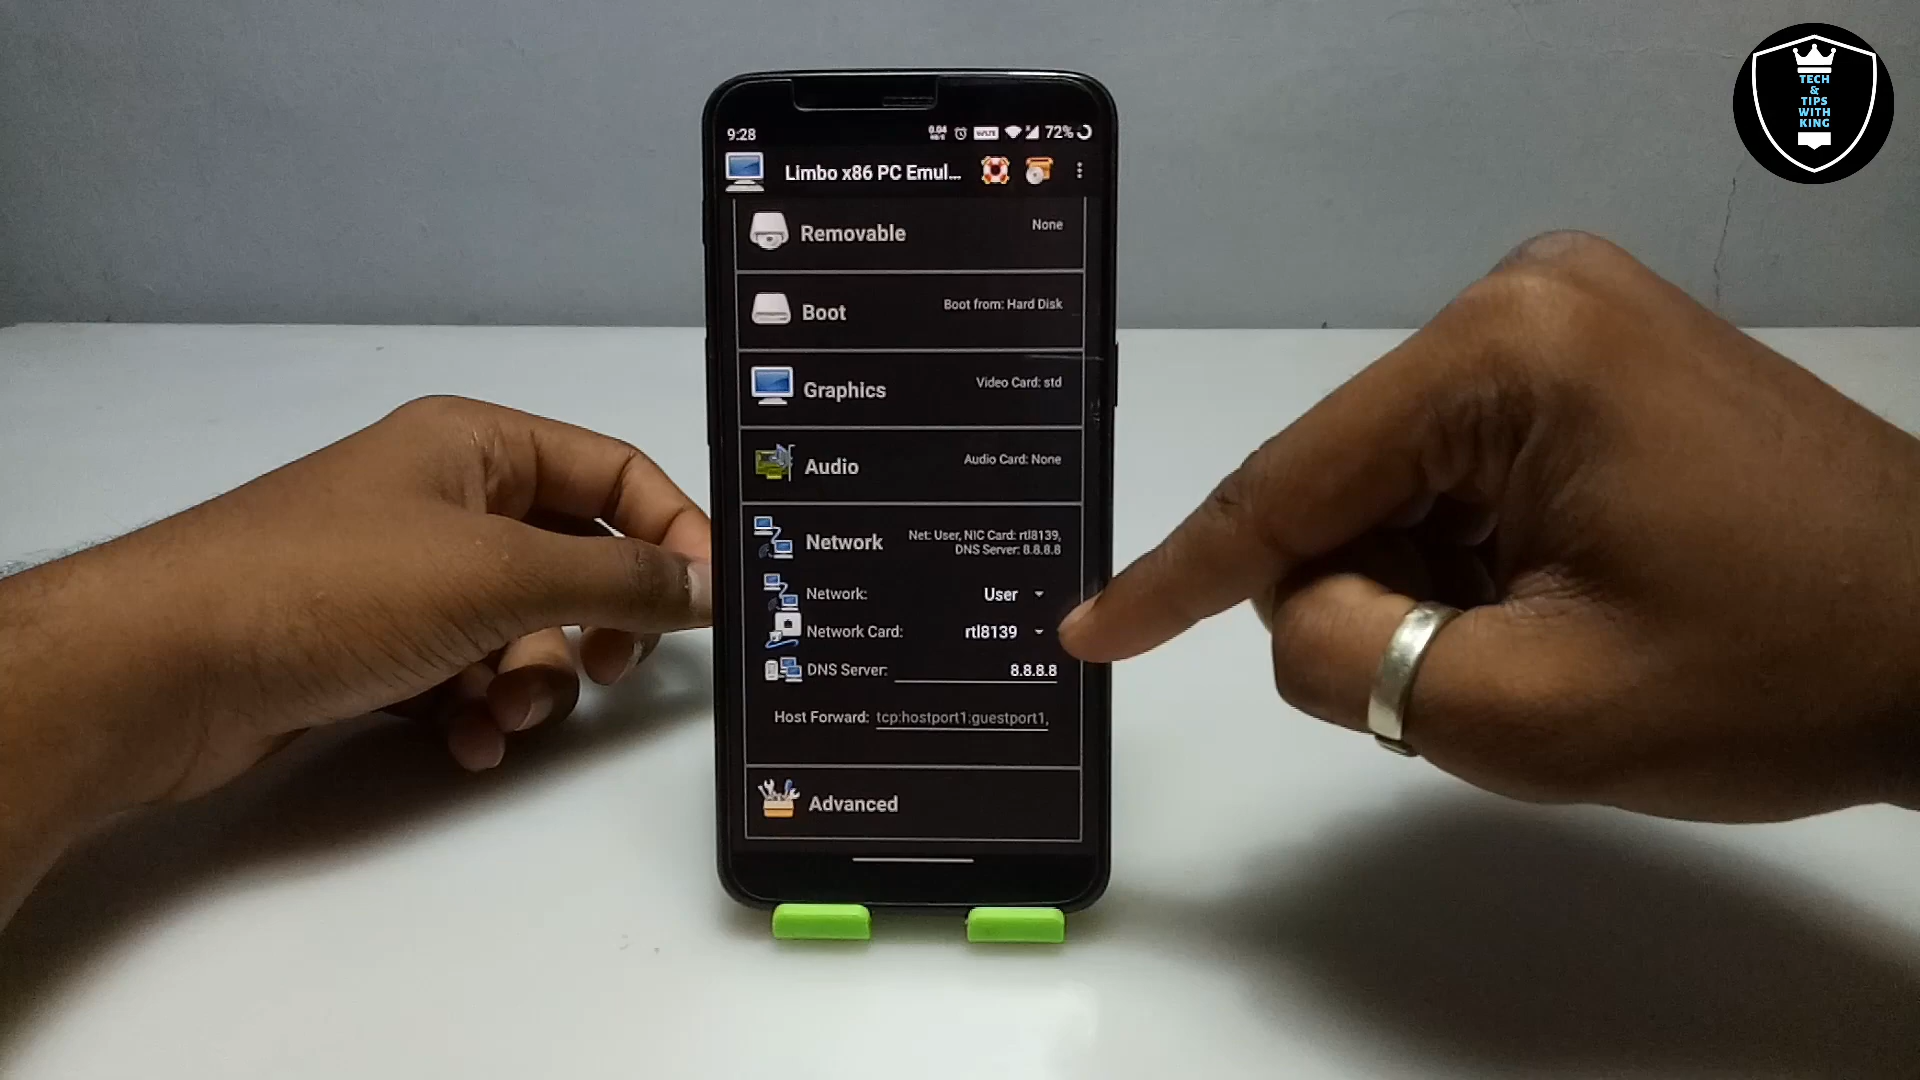 TECH
&
TIPS
WITH
KING
9:28
0.04
72%
Limbo x86 PC Emul...
Removable
None
Boot
Boot from: Hard Disk
Graphics
Video Card: std
Audio
Audio Card: None
Network
Net: User, NIC Card: rtl8139,
DNS Server: 8.8.8.8
Network:
User
Network Card:
rtl8139
DNS Server:
8.8.8.8
Host Forward:
tcp:hostport1:guestport1,
Advanced